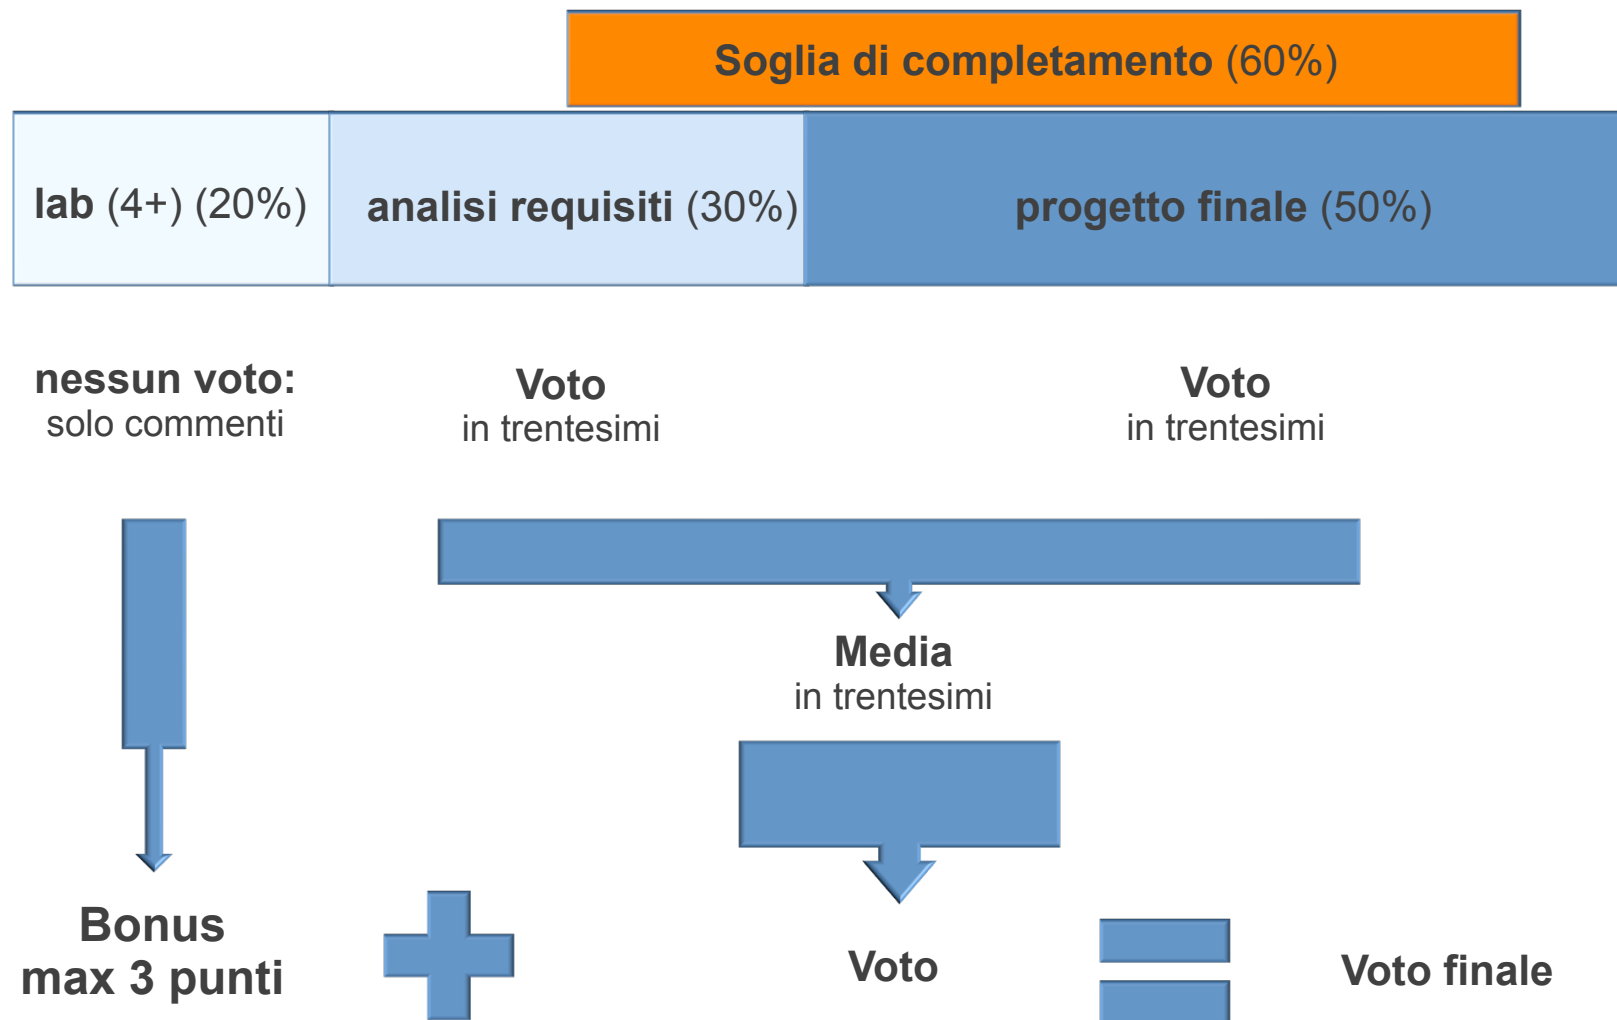 Soglia di completamento (60%)
lab (4+) (20%)
analisi requisiti (30%)
progetto finale (50%)
nessun voto:
solo commenti
Voto
in trentesimi
Voto
in trentesimi
Media
in trentesimi
Bonus
max 3 punti
Voto
Voto finale